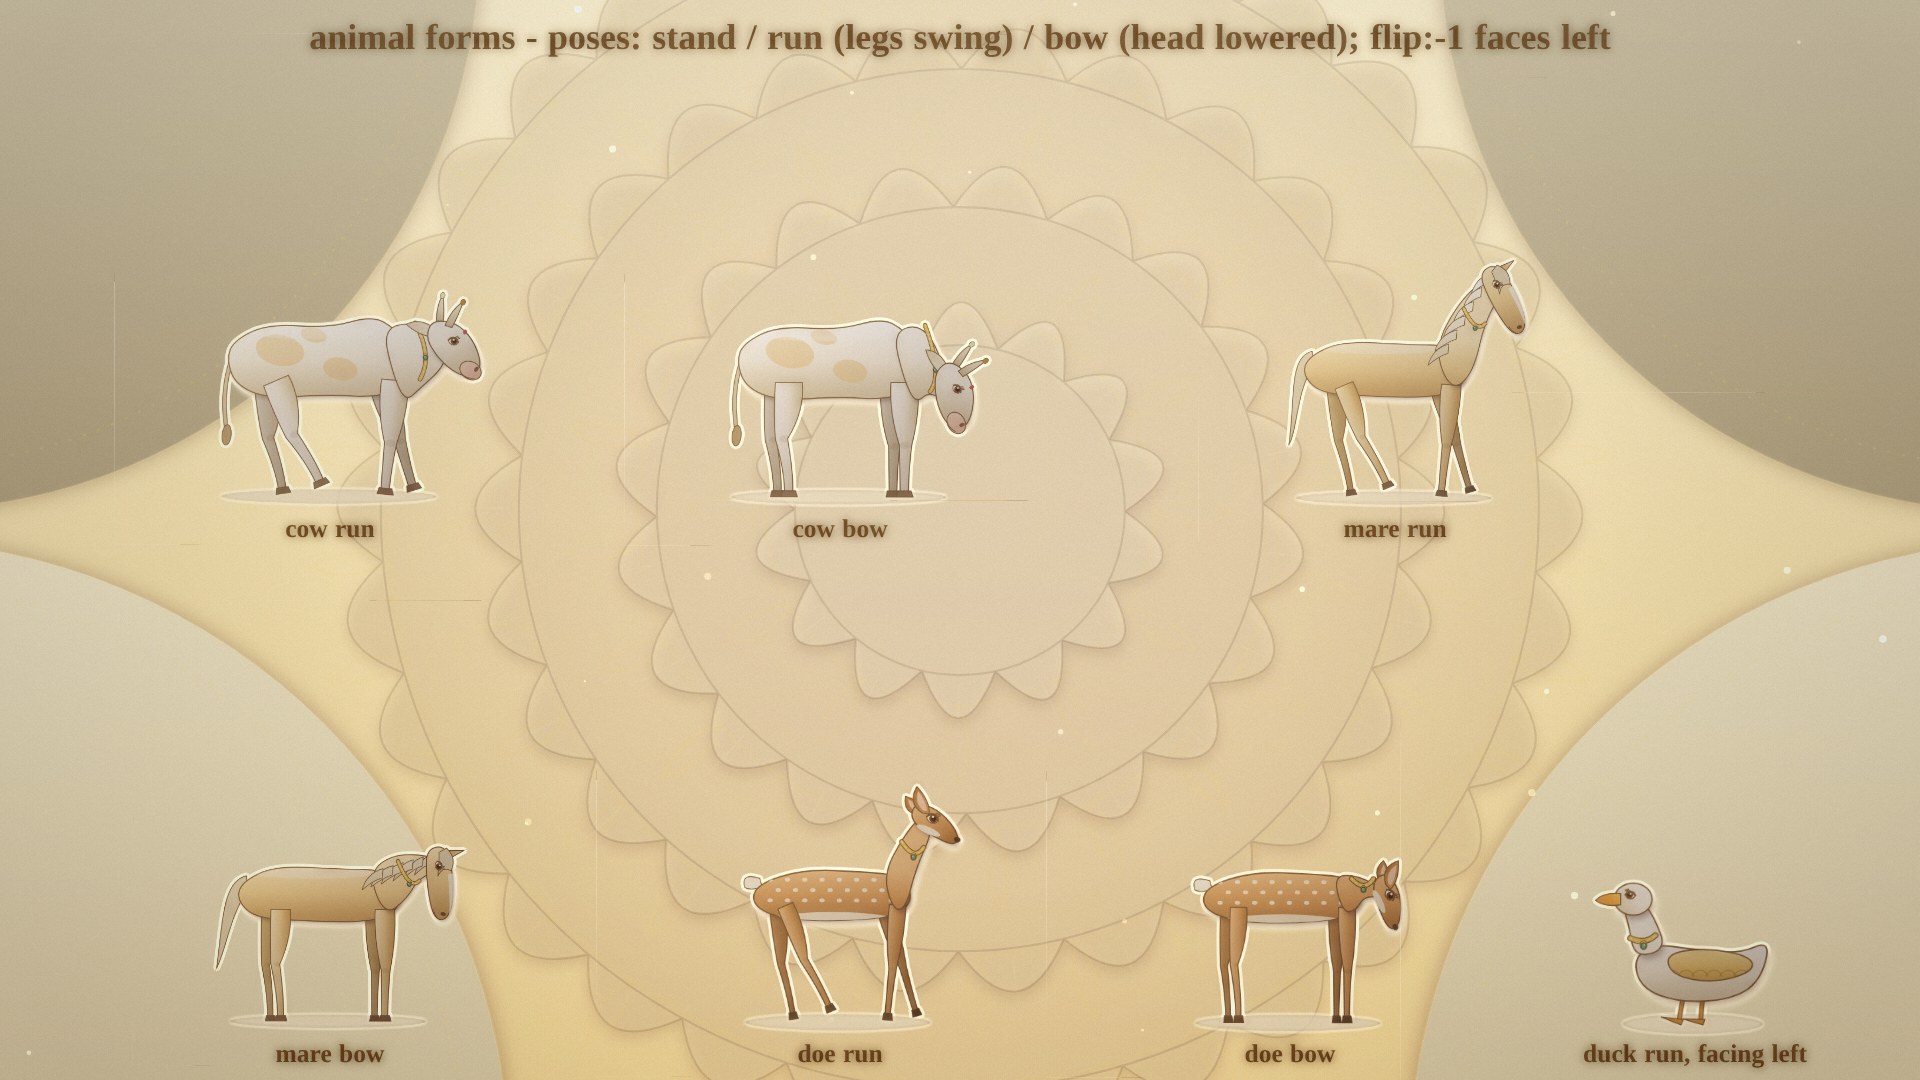 animal forms - poses: stand / run (legs swing) / bow (head lowered); flip:-1 faces left
cow run
cow bow
mare run
mare bow
doe run
doe bow
duck run, facing left